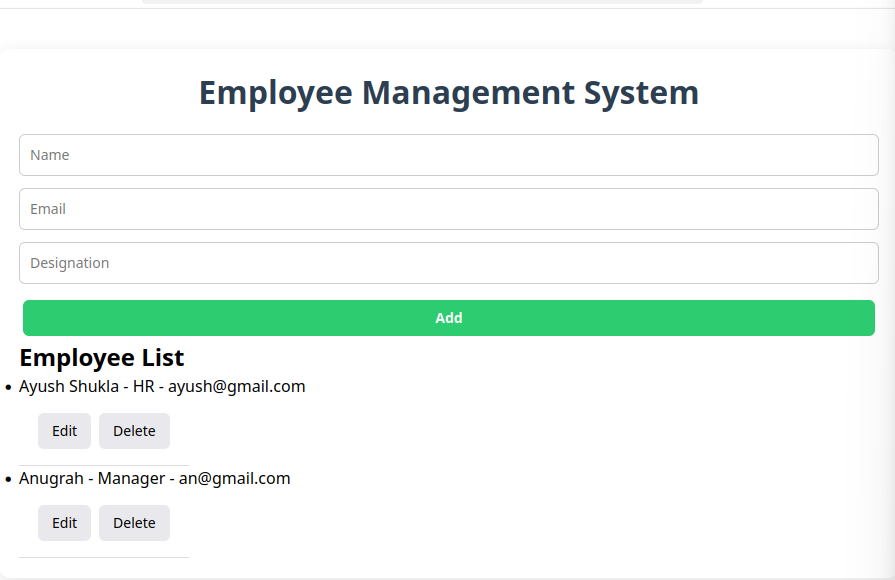 Employee Management System
Name
Email
Designation
Add
Employee List
Ayush Shukla - HR - ayush@gmail.com
Edit Delete
Anugrah - Manager - an@gmail.com
Edit Delete